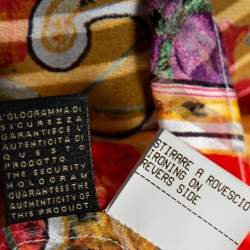 L'OLOGRAMMA DI
SICUREZZA
GARANTISCE L'
AUTENTICITÀ DI
QUESTO
PRODOTTO.
THE SECURITY
HOLOGRAM
GUARANTEES THE
AUTHENTICITY OF
THIS PRODUCT
STIRARE A ROVESCIO
IRONING ON
REVERS SIDE